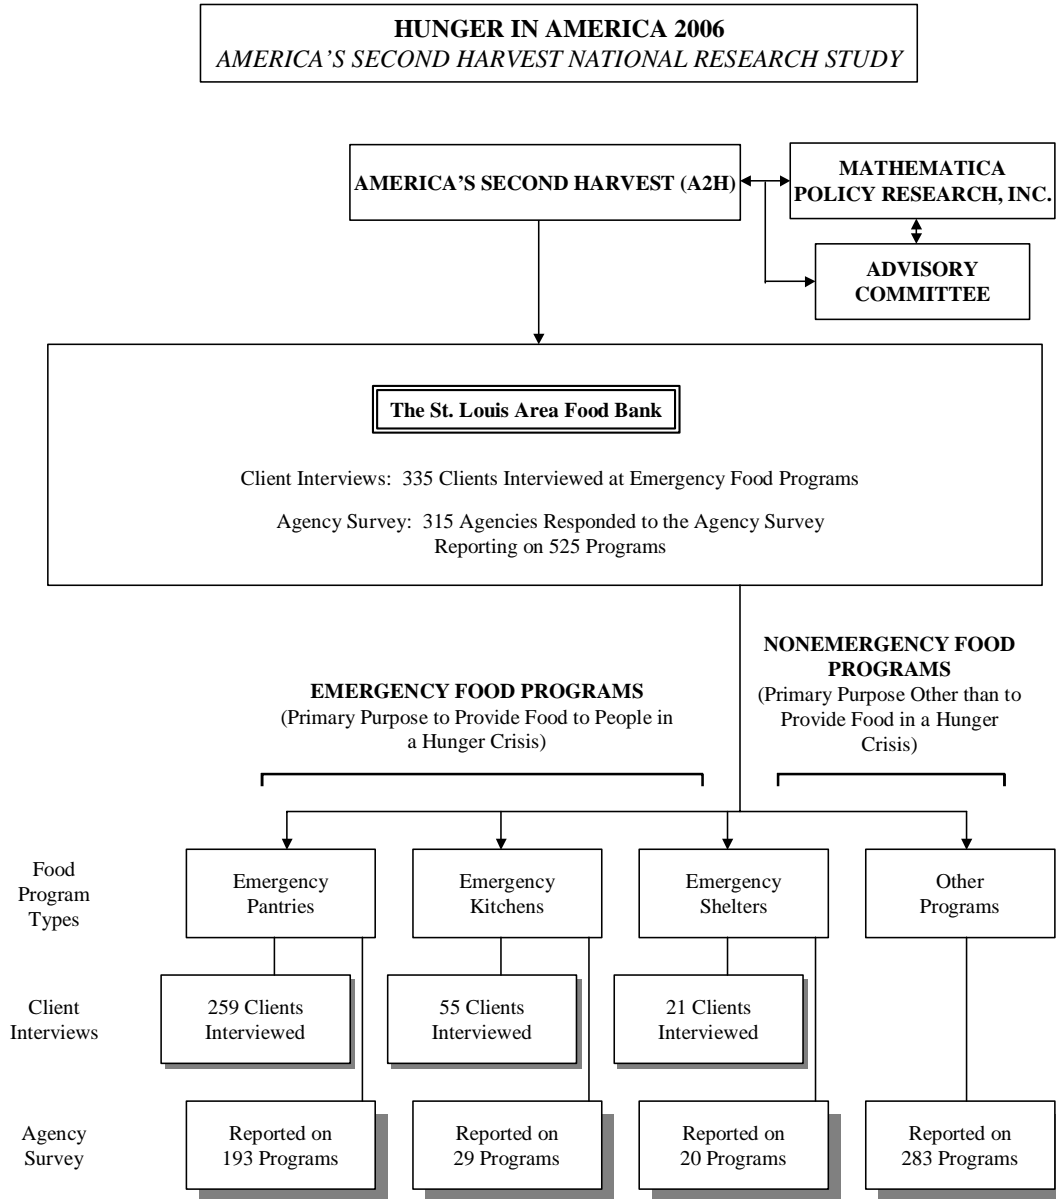 HUNGER IN AMERICA 2006
AMERICA'S SECOND HARVEST NATIONAL RESEARCH STUDY
AMERICA'S SECOND HARVEST (A2H)
MATHEMATICA
POLICY RESEARCH, INC.
ADVISORY
COMMITTEE
The St. Louis Area Food Bank
Client Interviews:  335 Clients Interviewed at Emergency Food Programs
Agency Survey:  315 Agencies Responded to the Agency Survey
Reporting on 525 Programs
EMERGENCY FOOD PROGRAMS
(Primary Purpose to Provide Food to People in
a Hunger Crisis)
NONEMERGENCY FOOD
PROGRAMS
(Primary Purpose Other than to
Provide Food in a Hunger
Crisis)
Food
Program
Types
Emergency
Pantries
Emergency
Kitchens
Emergency
Shelters
Other
Programs
Client
Interviews
259 Clients
Interviewed
55 Clients
Interviewed
21 Clients
Interviewed
Agency
Survey
Reported on
193 Programs
Reported on
29 Programs
Reported on
20 Programs
Reported on
283 Programs